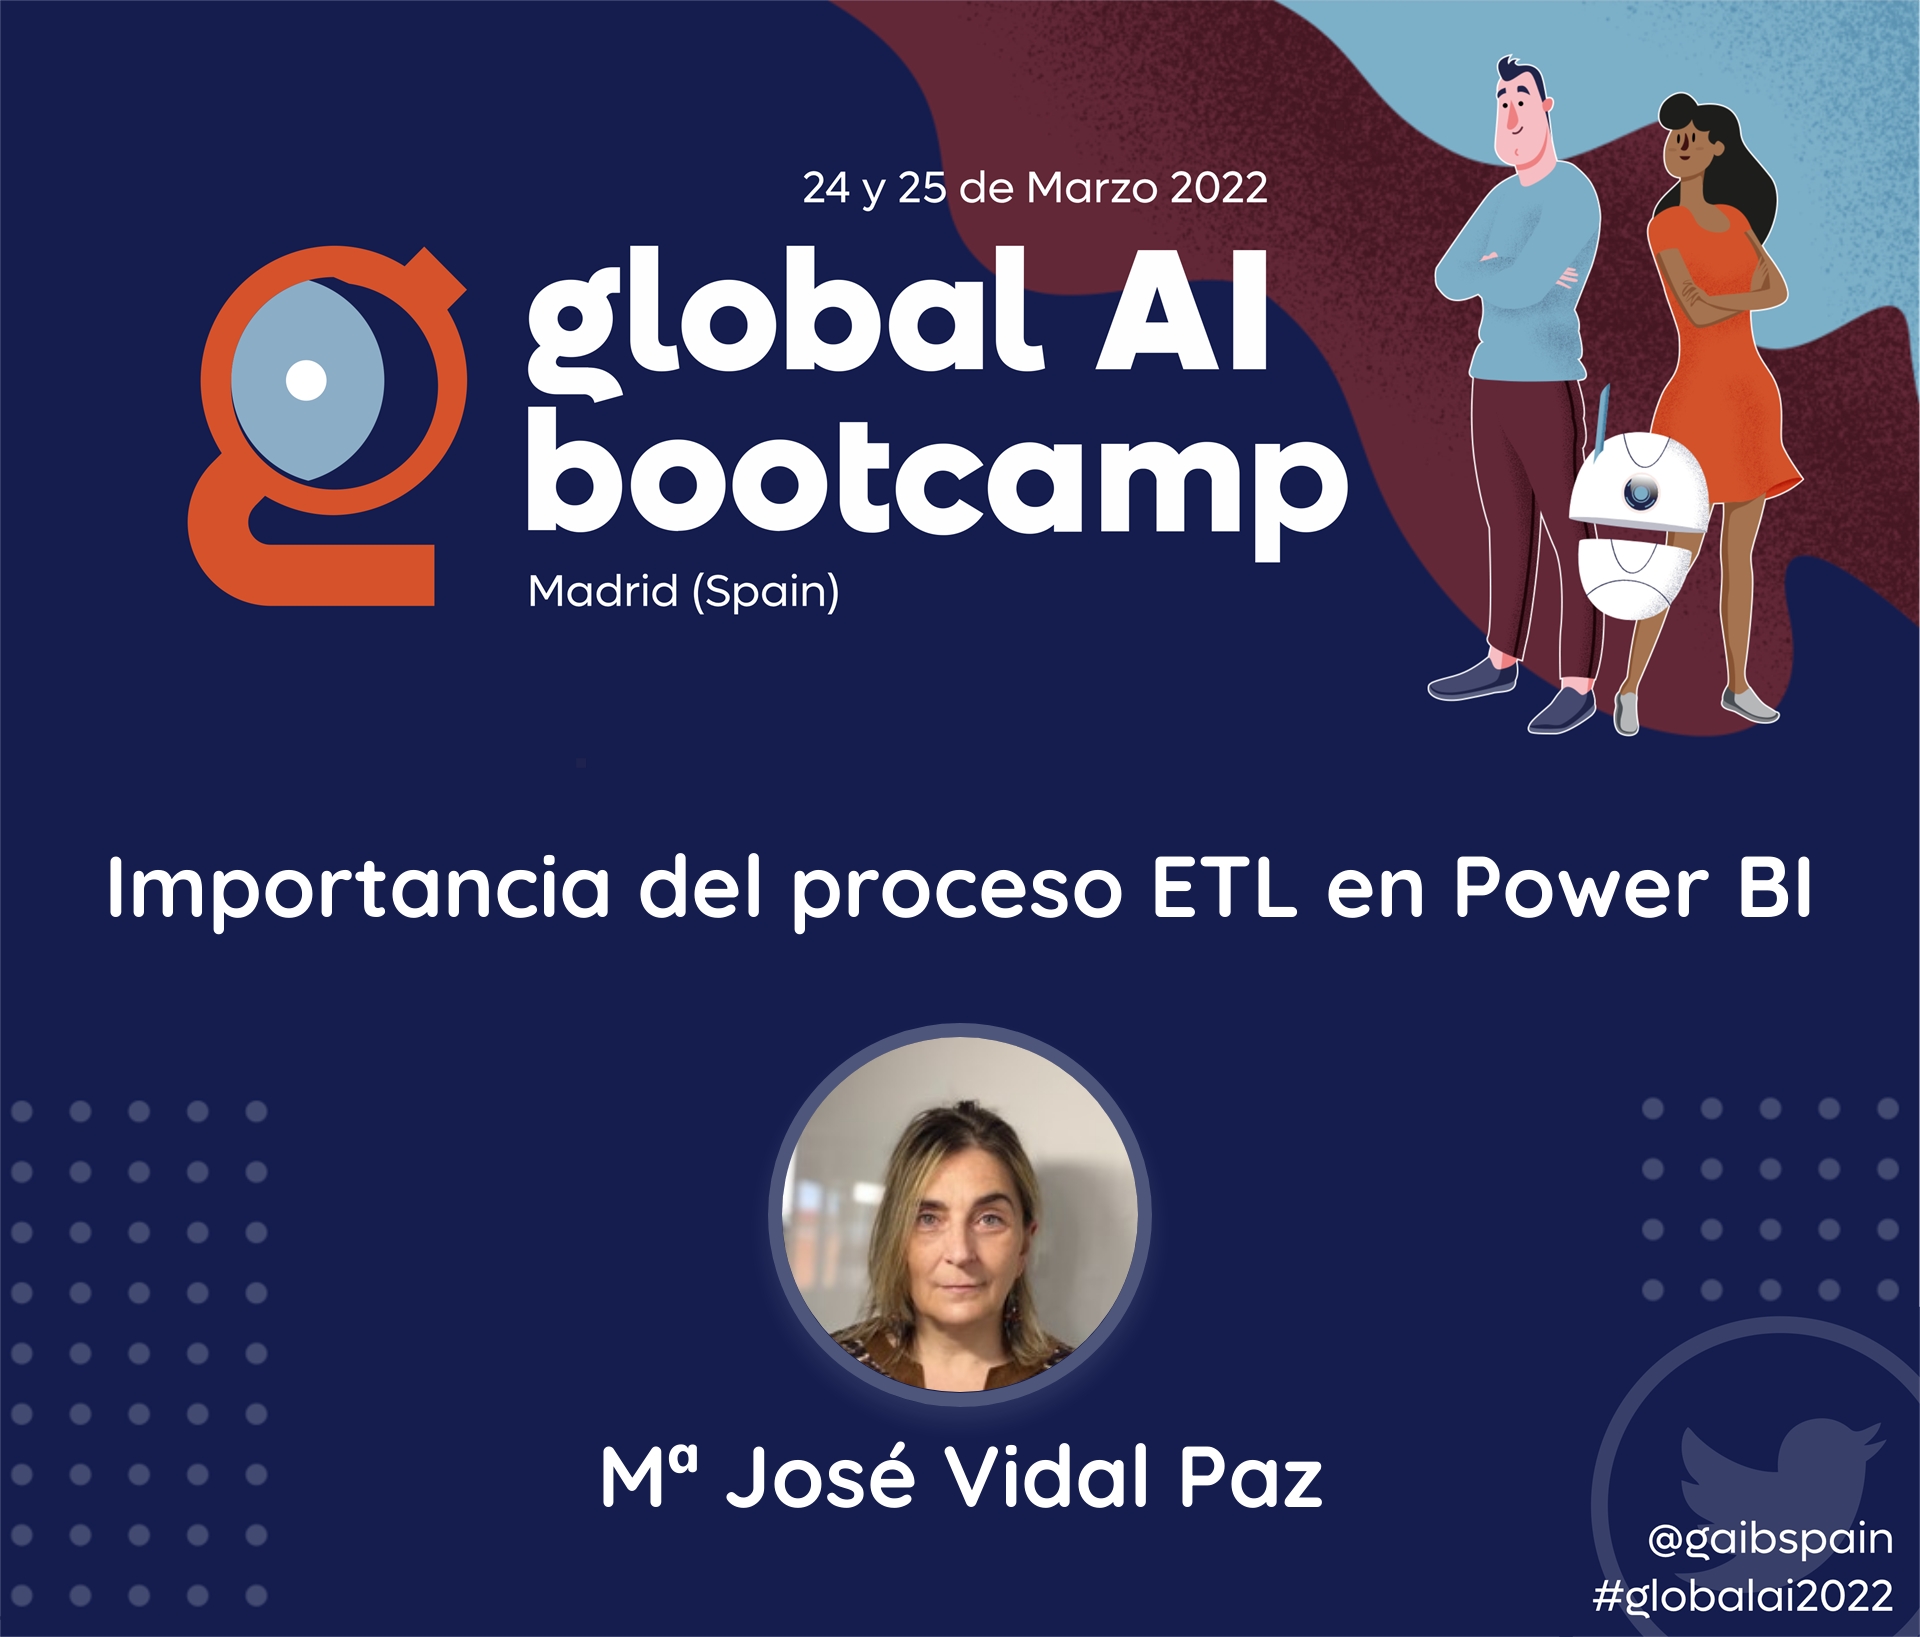 24 y 25 de Marzo 2022
global AI
bootcamp
Madrid (Spain)
Importancia del proceso ETL en Power BI
Mª José Vidal Paz
@gaibspain
#globalai2022